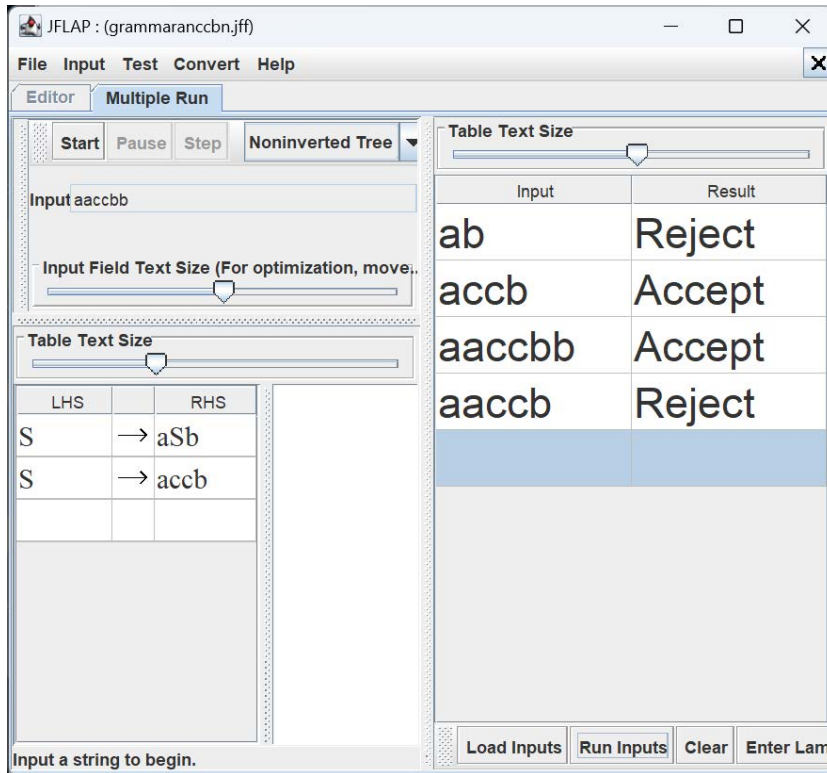 JFLAP : (grammaranccbn.jff)
File Input Test Convert Help
Editor Multiple Run
Start Pause Step Noninverted Tree
Input aaccbb
Input Field Text Size (For optimization, move..
Table Text Size
LHS RHS
S → aSb
S → accb
Input a string to begin.
Table Text Size
Input Result
ab Reject
accb Accept
aaccbb Accept
aaccb Reject
Load Inputs Run Inputs Clear Enter Lam